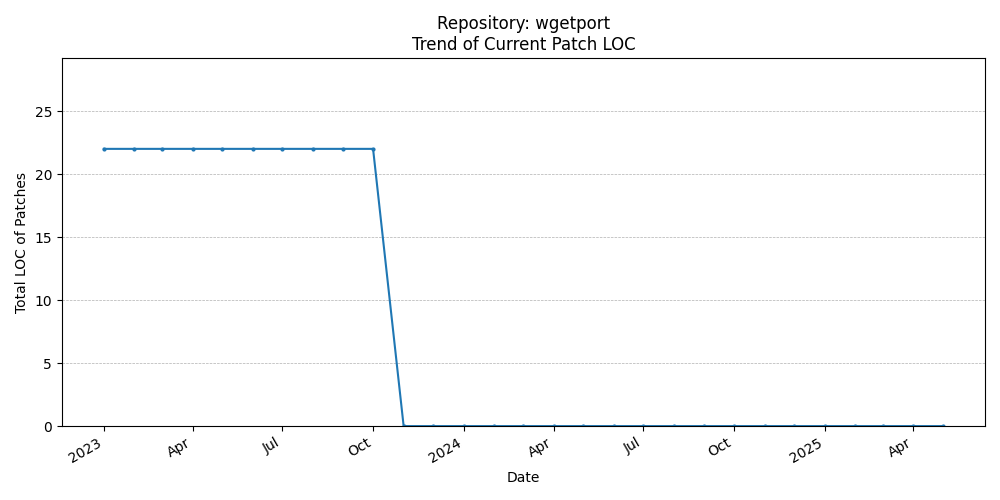 Repository: wgetport
Trend of Current Patch LOC
Total LOC of Patches
25
20
15
10
5
0
2023 Apr Jul Oct 2024 Apr Jul Oct 2025 Apr
Date